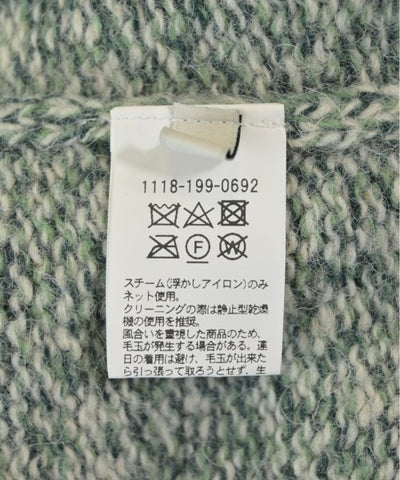 1118-199-0692
F
W
スチーム(浮かしアイロン)のみ
ネット使用。
クリーニングの際は静止型乾燥
機の使用を推奨。
風合いを重視した商品のため、
毛玉が発生する場合がある。連
日の着用は避け、毛玉が出来た
ら引っ張って取ろうとせず、生